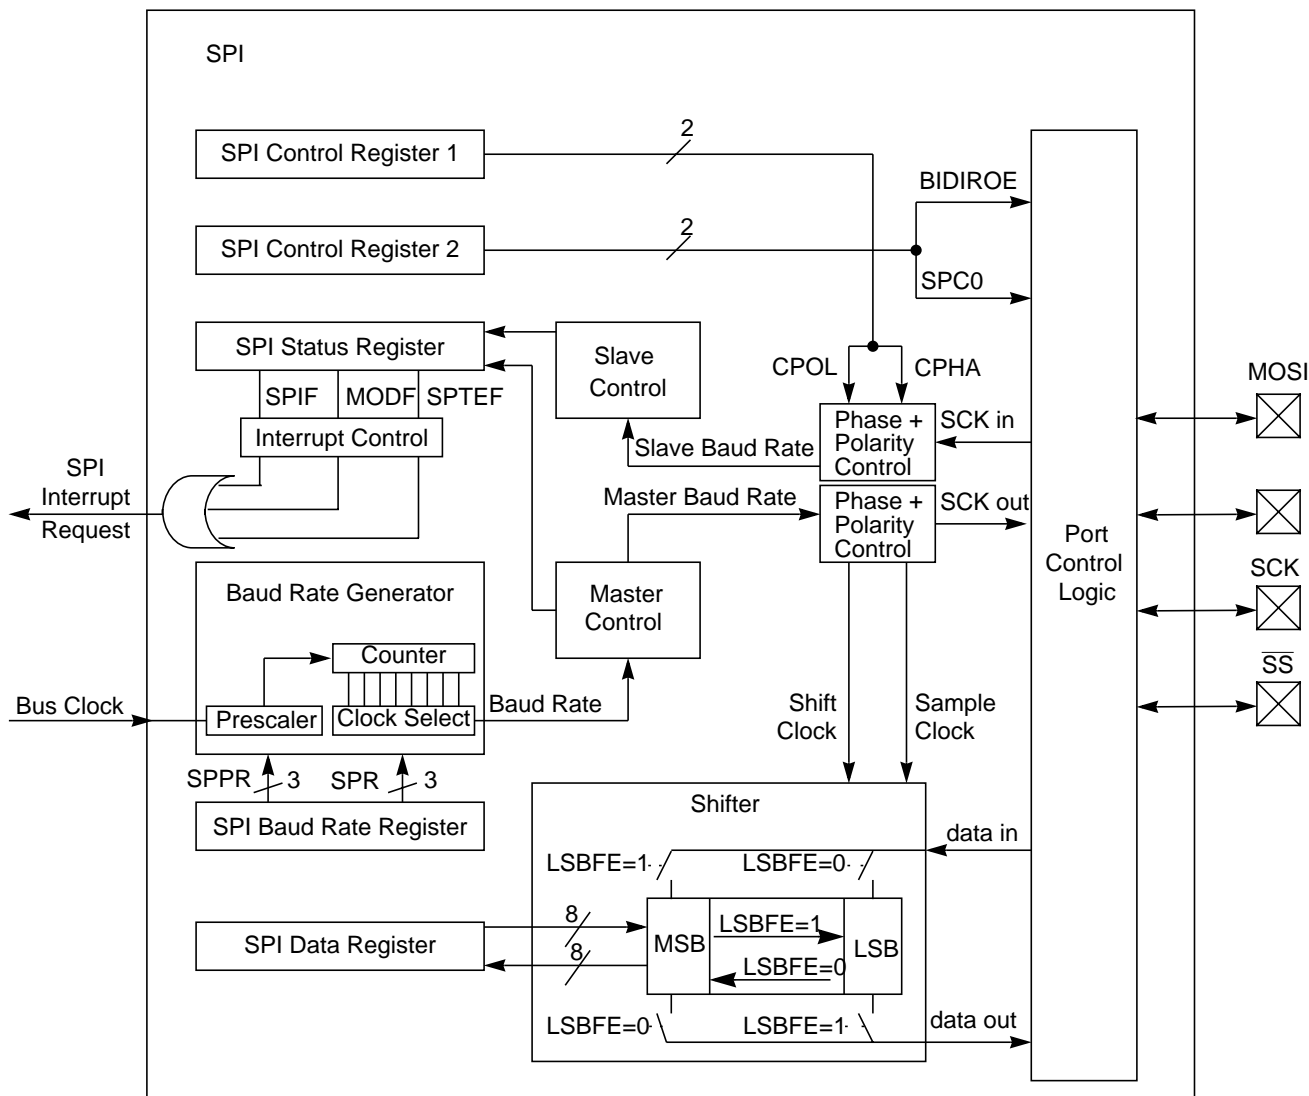 SPI
SPI Control Register 1
2
BIDIROE
SPI Control Register 2
2
SPC0
SPI Status Register
Slave
Control
CPOL
CPHA
MOSI
SPIF
MODF
SPTEF
Interrupt Control
Phase +
Polarity
Control
SCK in
Slave Baud Rate
SPI
Interrupt
Request
Master Baud Rate
Phase +
Polarity
Control
SCK out
Port
Control
Logic
SCK
Baud Rate Generator
Master
Control
Counter
SS
Bus Clock
Prescaler
Clock Select
Baud Rate
Shift
Clock
Sample
Clock
SPPR
3
SPR
3
SPI Baud Rate Register
Shifter
data in
LSBFE=1
LSBFE=0
8
SPI Data Register
8
MSB
LSBFE=1
LSBFE=0
LSB
LSBFE=0
LSBFE=1
data out